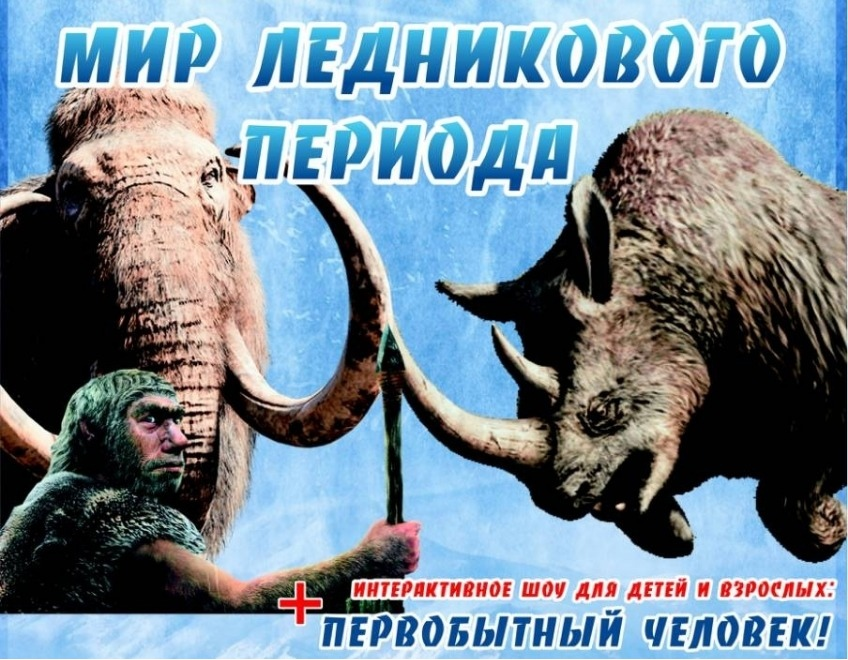 МИР ЛЕДНИКОВОГО
ПЕРИОДА
+ ИНТЕРАКТИВНОЕ ШОУ ДЛЯ ДЕТЕЙ И ВЗРОСЛЫХ:
ПЕРВОБЫТНЫЙ ЧЕЛОВЕК!